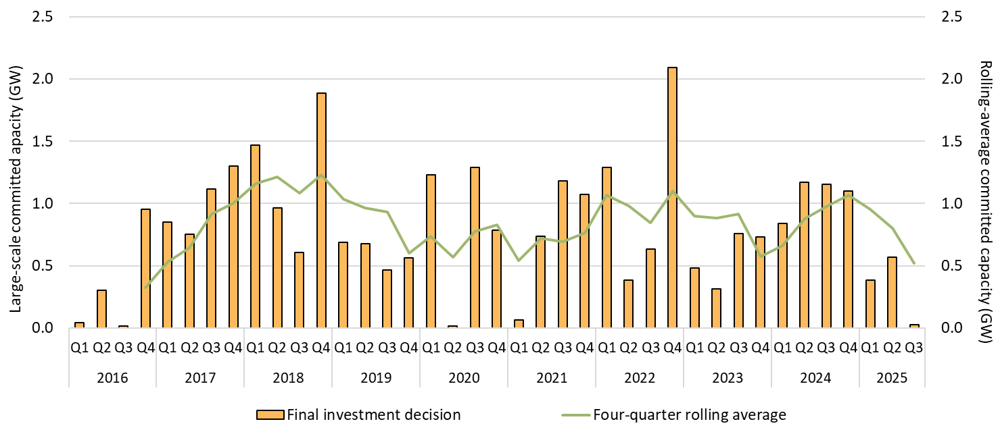 2.5 2.5
2.0 2.0
1.5 1.5
1.0 1.0
0.5 0.5
0.0 0.0
Large-scale committed apacity (GW)
Rolling-average committed capacity (GW)
Q1 Q2 Q3 Q4 Q1 Q2 Q3 Q4 Q1 Q2 Q3 Q4 Q1 Q2 Q3 Q4 Q1 Q2 Q3 Q4 Q1 Q2 Q3 Q4 Q1 Q2 Q3 Q4 Q1 Q2 Q3 Q4 Q1 Q2 Q3 Q4 Q1 Q2 Q3
2016 2017 2018 2019 2020 2021 2022 2023 2024 2025
Final investment decision Four-quarter rolling average